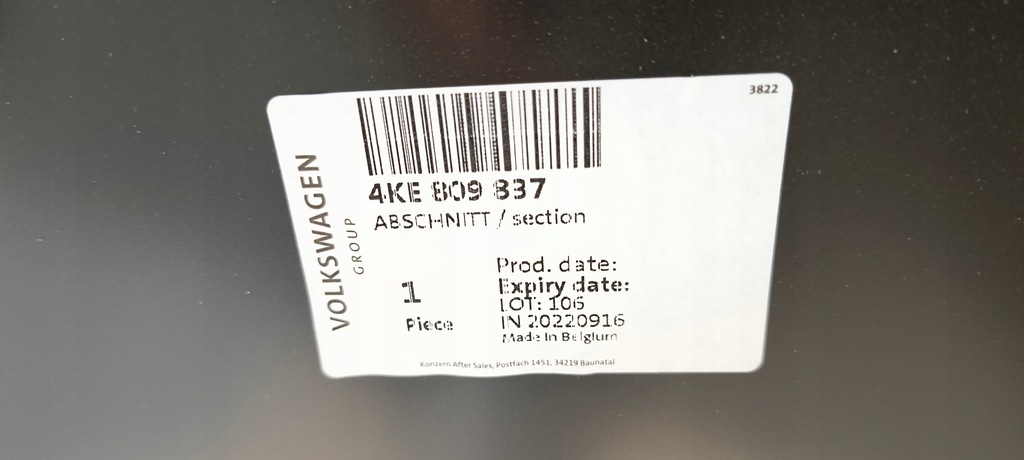 3822
VOLKSWAGEN
GROUP
4KE 809 837
ABSCHNITT / section
1
Piece
Prod. date:
Expiry date:
LOT: 106
IN 20220916
Made In Belgium
Konzern After Sales, Postfach 1451, 34219 Baunatal